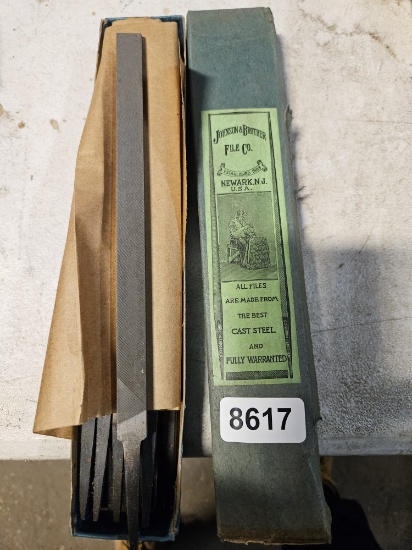 JOHNSON & BROTHER
FILE CO.
NEWARK, N.J.
U.S.A.
ALL FILES
ARE MADE FROM
THE BEST
CAST STEEL
AND
FULLY WARRANTED
8617